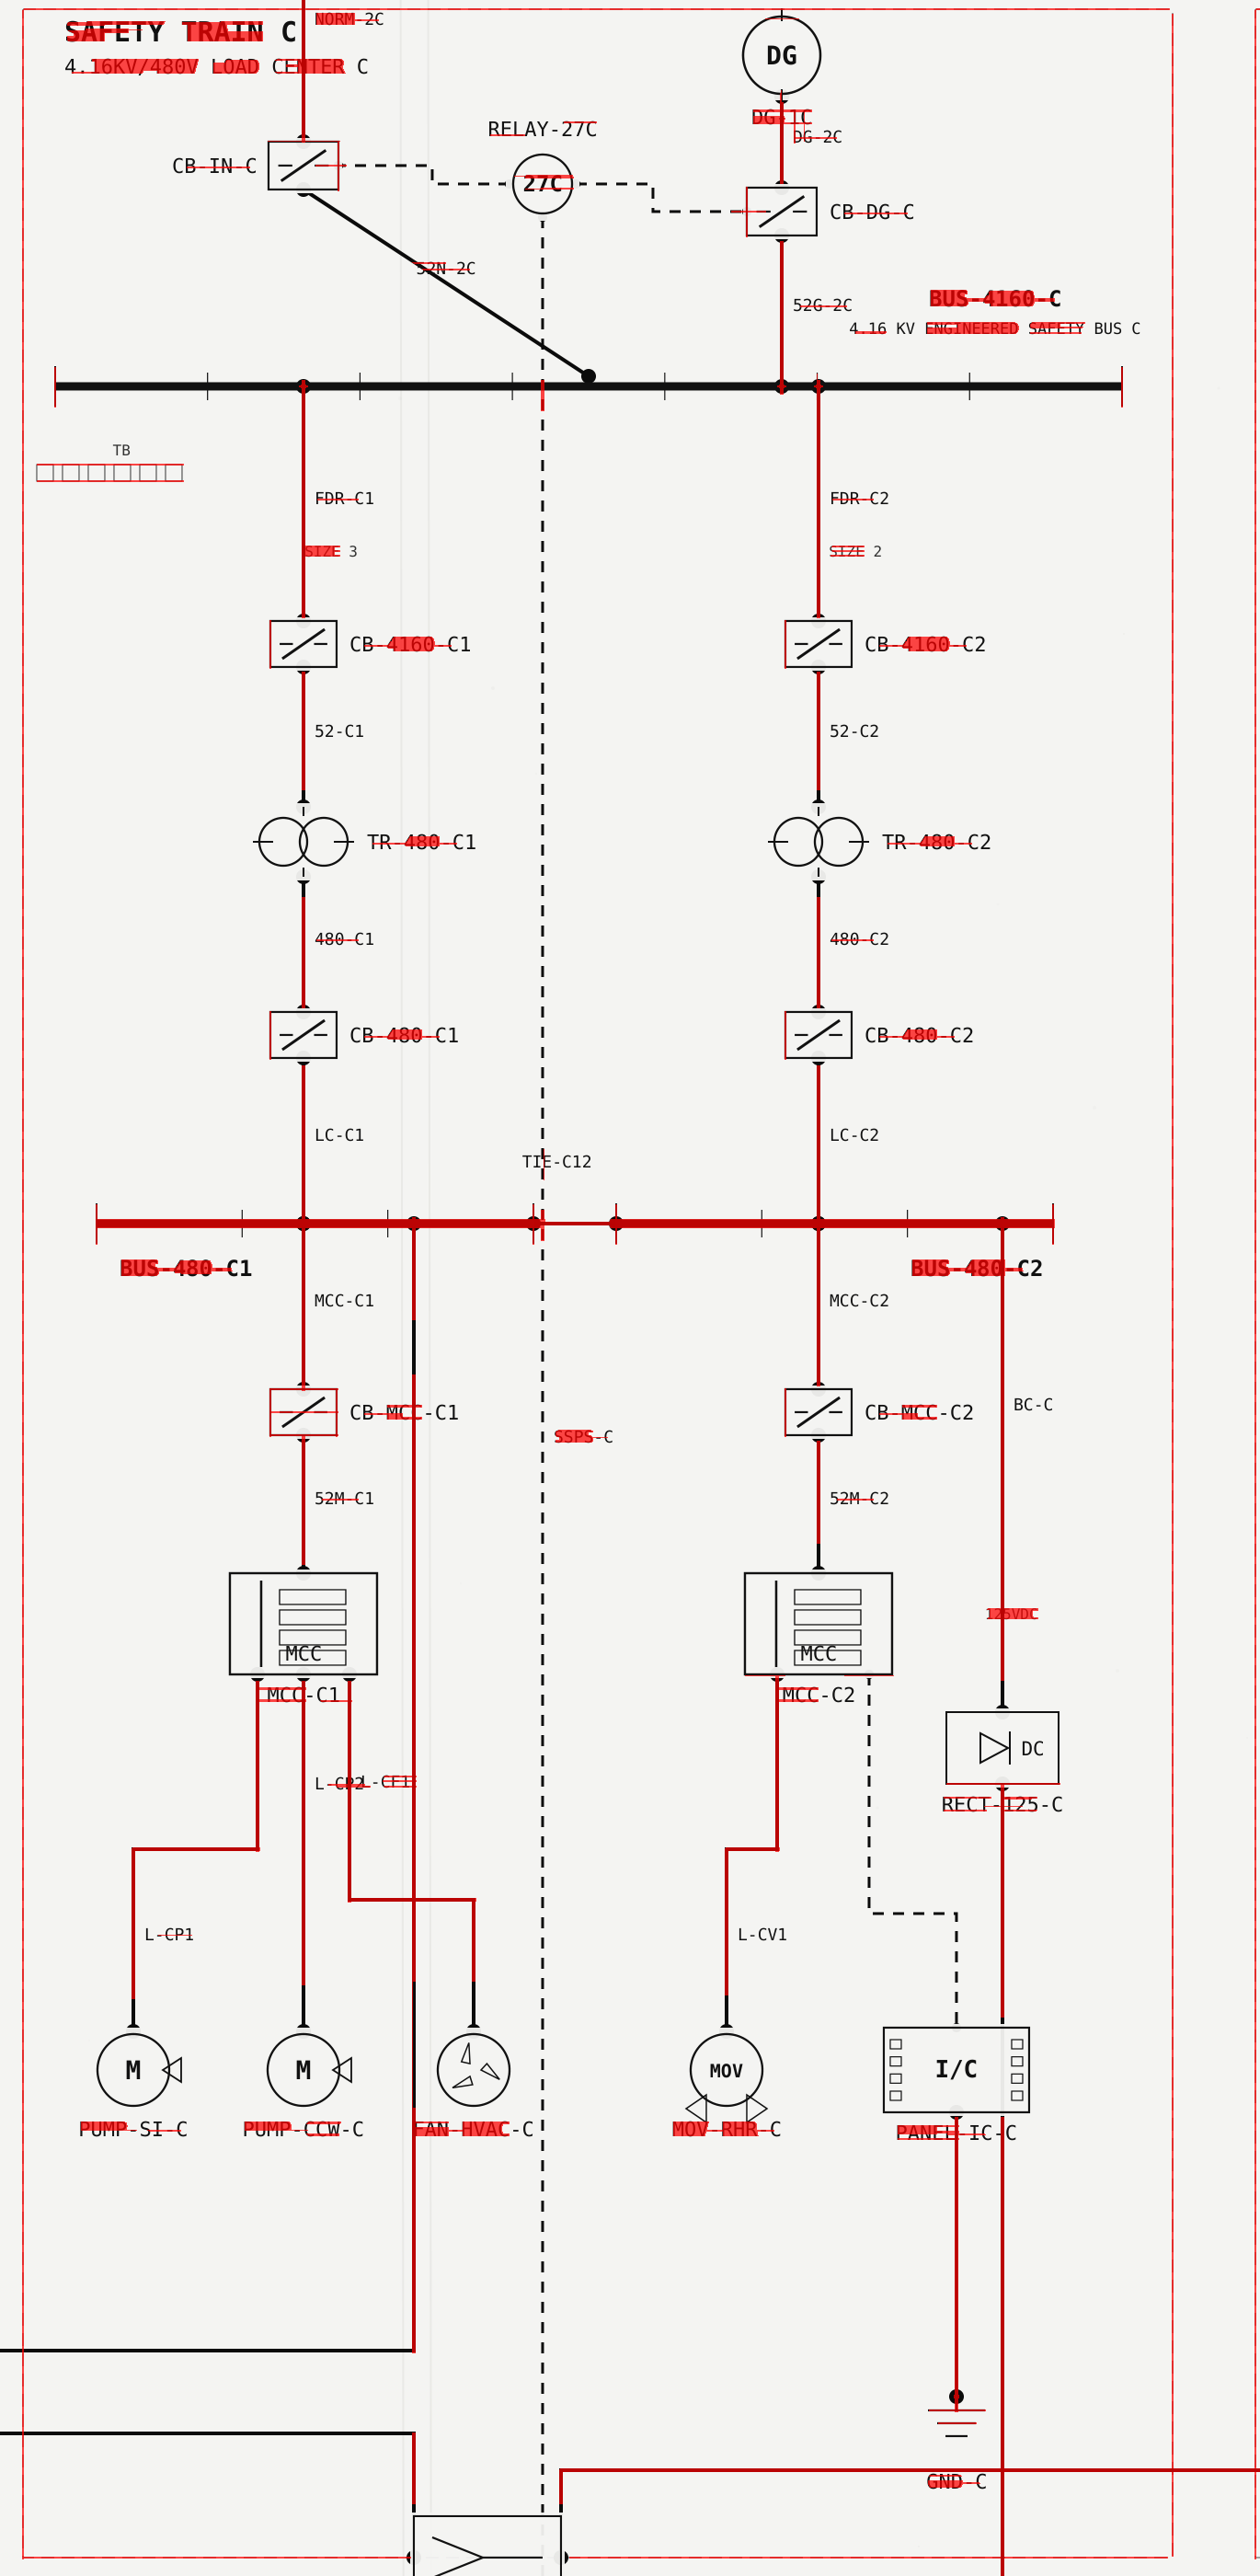 NORM-2C
SAFETY TRAIN C
4.16KV/480V LOAD CENTER C
DG
DG-1C
DG-2C
RELAY-27C
27C
CB-IN-C
CB-DG-C
52N-2C
52G-2C
BUS-4160-C
4.16 KV ENGINEERED SAFETY BUS C
TB
FDR-C1
FDR-C2
SIZE 3
SIZE 2
CB-4160-C1
CB-4160-C2
52-C1
52-C2
TR-480-C1
TR-480-C2
480-C1
480-C2
CB-480-C1
CB-480-C2
LC-C1
LC-C2
TIE-C12
BUS-480-C1
BUS-480-C2
MCC-C1
MCC-C2
CB-MCC-C1
CB-MCC-C2
BC-C
SSPS-C
52M-C1
52M-C2
125VDC
MCC
MCC
MCC-C1
MCC-C2
DC
RECT-125-C
L-CP2
L-CF1
L-CP1
L-CV1
M
M
MOV
I/C
PUMP-SI-C
PUMP-CCW-C
FAN-HVAC-C
MOV-RHR-C
PANEL-IC-C
GND-C